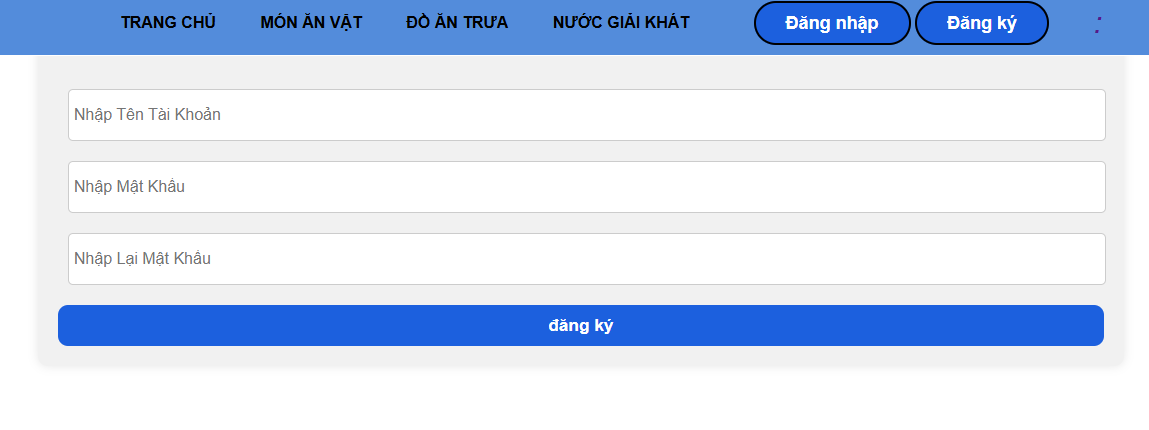 TRANG CHỦ MÓN ĂN VẶT ĐỒ ĂN TRƯA NƯỚC GIẢI KHÁT Đăng nhập Đăng ký :
Nhập Tên Tài Khoản
Nhập Mật Khẩu
Nhập Lại Mật Khẩu
đăng ký